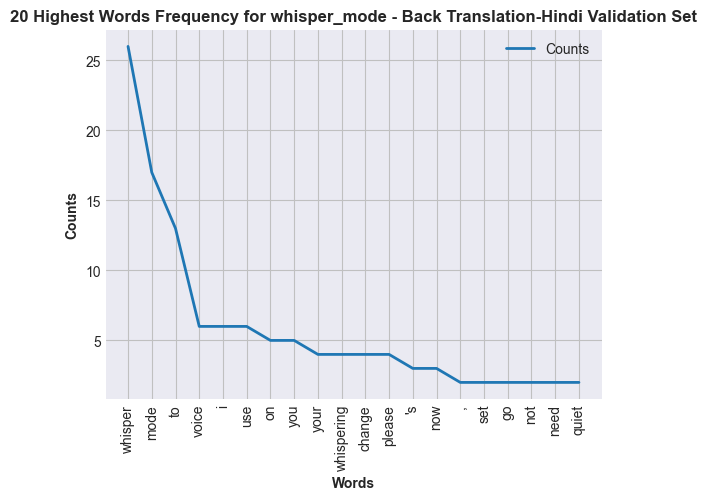 20 Highest Words Frequency for whisper_mode - Back Translation-Hindi Validation Set
Counts
25
20
15
10
5
Counts
whisper
mode
to
voice
i
use
on
you
your
whispering
change
please
's
now
,
set
go
not
need
quiet
Words